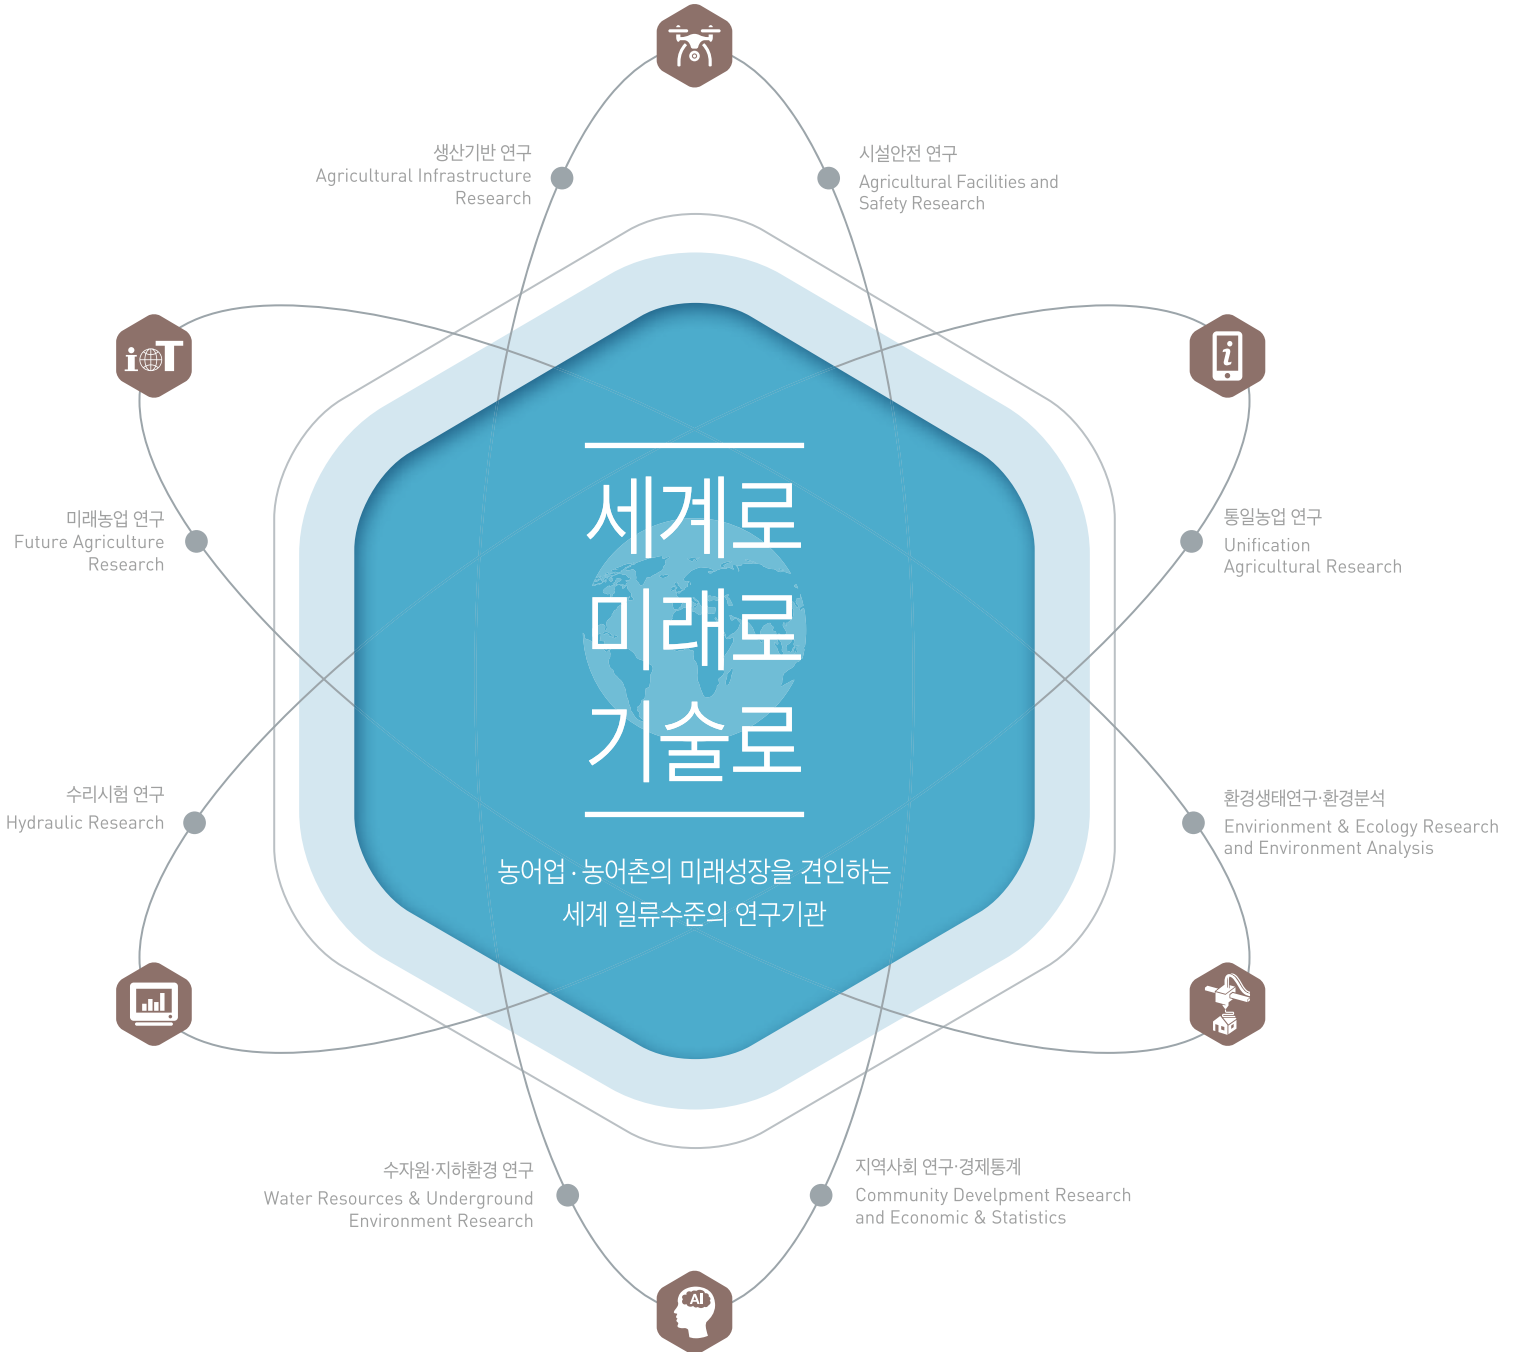 생산기반 연구
Agricultural Infrastructure
Research
시설안전 연구
Agricultural Facilities and
Safety Research
ioT
i
미래농업 연구
Future Agriculture
Research
통일농업 연구
Unification
Agricultural Research
세계로
미래로
기술로
농어업 · 농어촌의 미래성장을 견인하는
세계 일류수준의 연구기관
수리시험 연구
Hydraulic Research
환경생태연구·환경분석
Envirionment & Ecology Research
and Environment Analysis
수자원·지하환경 연구
Water Resources & Underground
Environment Research
지역사회 연구·경제통계
Community Develpment Research
and Economic & Statistics
AI